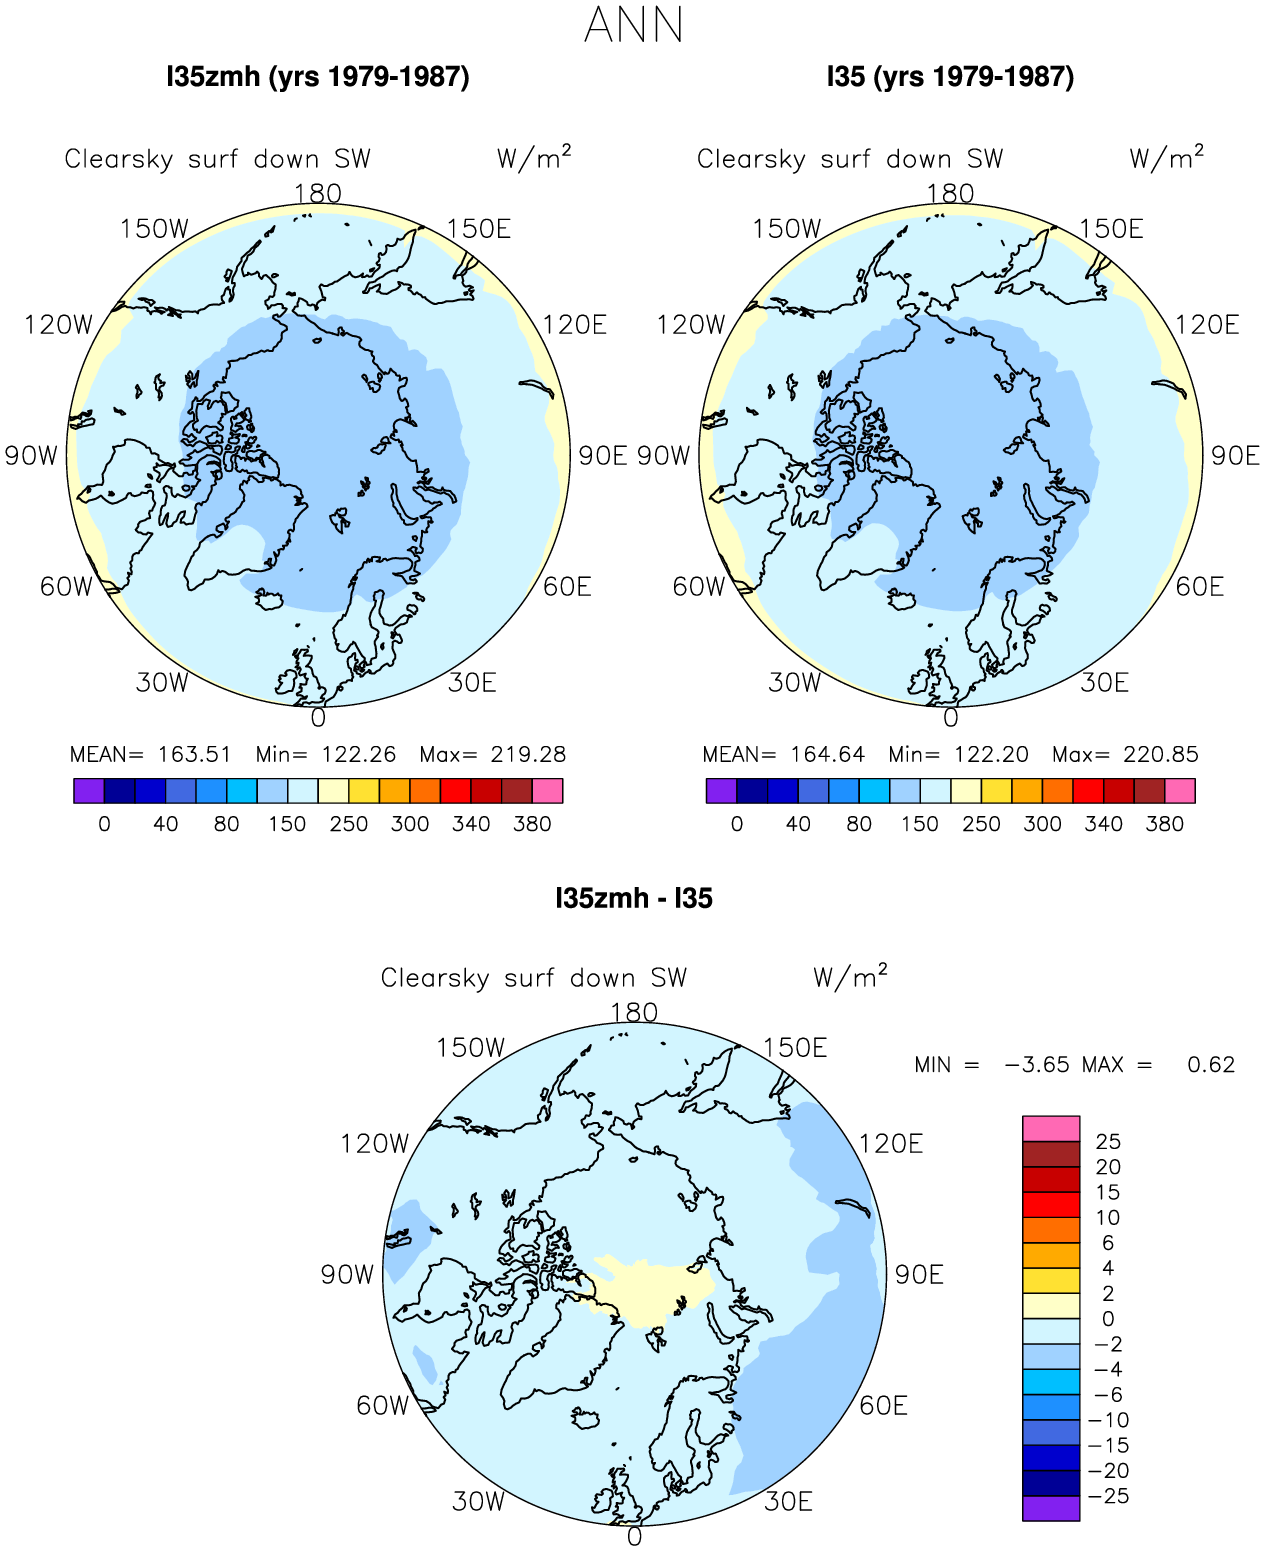 ANN
I35zmh (yrs 1979-1987)
I35 (yrs 1979-1987)
Clearsky surf down SW W/m²
180
150W 150E
120W 120E
90W 90E
60W 60E
30W 30E
0
MEAN= 163.51 Min= 122.26 Max= 219.28
0 40 80 150 250 300 340 380
Clearsky surf down SW W/m²
180
150W 150E
120W 120E
90W 90E
60W 60E
30W 30E
0
MEAN= 164.64 Min= 122.20 Max= 220.85
0 40 80 150 250 300 340 380
I35zmh - I35
Clearsky surf down SW W/m²
180
150W 150E
120W 120E
90W 90E
60W 60E
30W 30E
0
MIN = −3.65 MAX = 0.62
25
20
15
10
6
4
2
0
−2
−4
−6
−10
−15
−20
−25